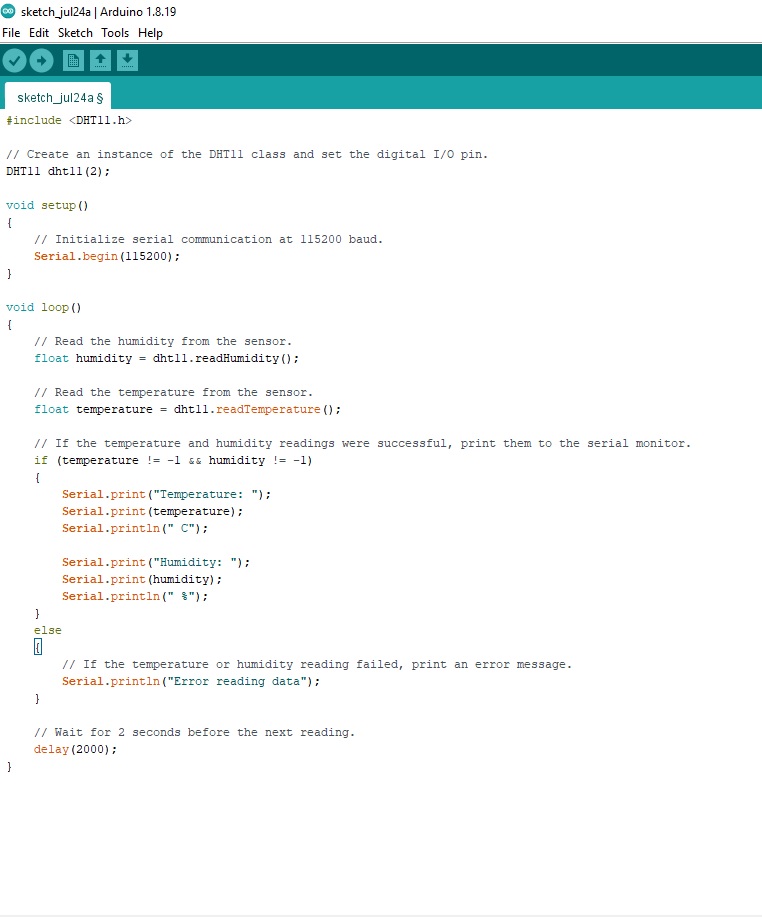 sketch_jul24a | Arduino 1.8.19
File Edit Sketch Tools Help
sketch_jul24a §
#include <DHT11.h>
// Create an instance of the DHT11 class and set the digital I/O pin.
DHT11 dht11(2);
void setup()
{
// Initialize serial communication at 115200 baud.
Serial.begin(115200);
}
void loop()
{
// Read the humidity from the sensor.
float humidity = dht11.readHumidity();
// Read the temperature from the sensor.
float temperature = dht11.readTemperature();
// If the temperature and humidity readings were successful, print them to the serial monitor.
if (temperature != -1 && humidity != -1)
{
Serial.print("Temperature: ");
Serial.print(temperature);
Serial.println(" C");
Serial.print("Humidity: ");
Serial.print(humidity);
Serial.println(" %");
}
else
{
// If the temperature or humidity reading failed, print an error message.
Serial.println("Error reading data");
}
// Wait for 2 seconds before the next reading.
delay(2000);
}